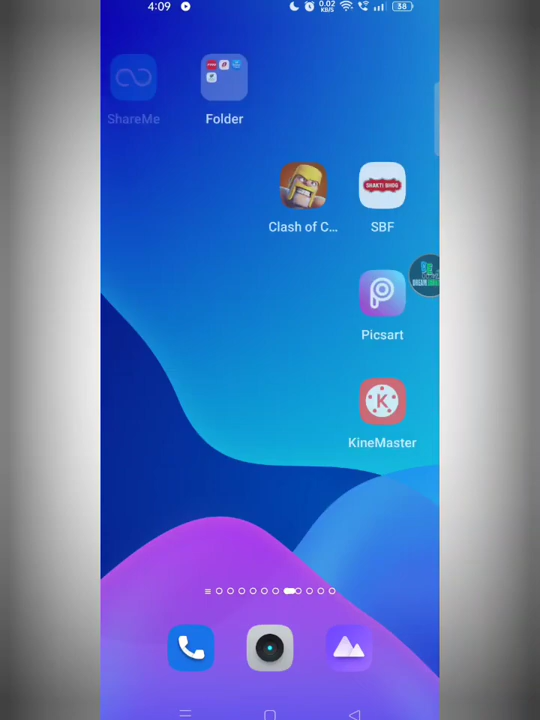 4:09
0.02
KB/S
38
ShareMe
Folder
SHAKTI BHOG
Clash of C...
SBF
Picsart
K
KineMaster